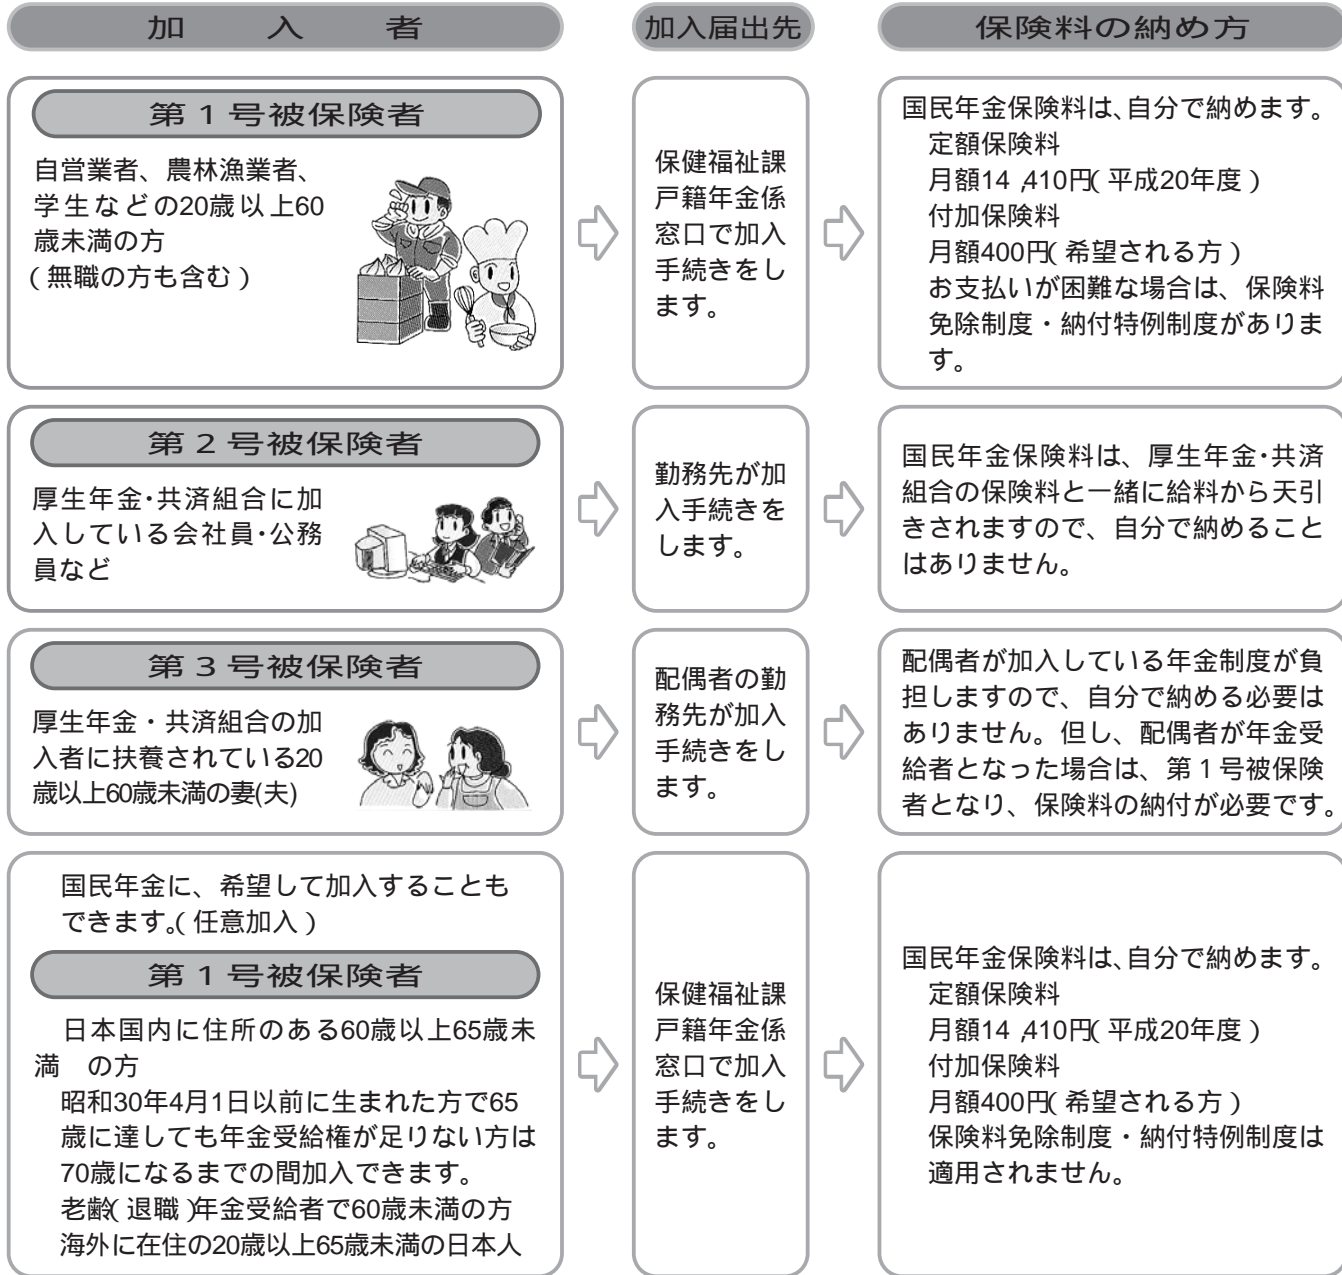 加入者
加入届出先
保険料の納め方
第1号被保険者
自営業者、農林漁業者、
学生などの20歳以上60
歳未満の方
(無職の方も含む)
保健福祉課
戸籍年金係
窓口で加入
手続きをし
ます。
国民年金保険料は、自分で納めます。
定額保険料
月額14,410円(平成20年度)
付加保険料
月額400円(希望される方)
お支払いが困難な場合は、保険料
免除制度・納付特例制度がありま
す。
第2号被保険者
厚生年金・共済組合に加
入している会社員・公務
員など
勤務先が加
入手続きを
します。
国民年金保険料は、厚生年金・共済
組合の保険料と一緒に給料から天引
きされますので、自分で納めること
はありません。
第3号被保険者
厚生年金・共済組合の加
入者に扶養されている20
歳以上60歳未満の妻(夫)
配偶者の勤
務先が加入
手続きをし
ます。
配偶者が加入している年金制度が負
担しますので、自分で納める必要は
ありません。但し、配偶者が年金受
給者となった場合は、第1号被保険
者となり、保険料の納付が必要です。
国民年金に、希望して加入することも
できます。(任意加入)
第1号被保険者
日本国内に住所のある60歳以上65歳未
満 の方
昭和30年4月1日以前に生まれた方で65
歳に達しても年金受給権が足りない方は
70歳になるまでの間加入できます。
老齢(退職)年金受給者で60歳未満の方
海外に在住の20歳以上65歳未満の日本人
保健福祉課
戸籍年金係
窓口で加入
手続きをし
ます。
国民年金保険料は、自分で納めます。
定額保険料
月額14,410円(平成20年度)
付加保険料
月額400円(希望される方)
保険料免除制度・納付特例制度は
適用されません。